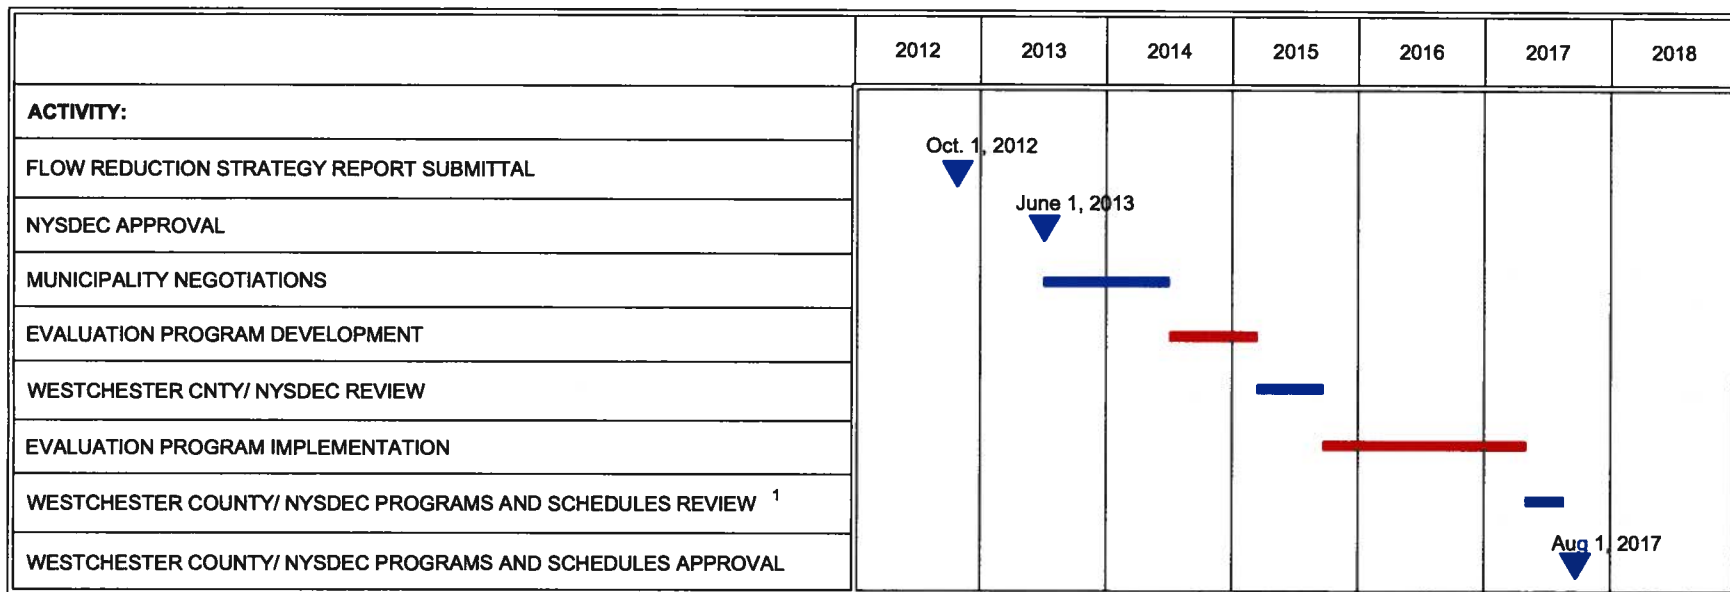 2012 2013 2014 2015 2016 2017 2018
ACTIVITY:
FLOW REDUCTION STRATEGY REPORT SUBMITTAL
Oct. 1, 2012
NYSDEC APPROVAL
June 1, 2013
MUNICIPALITY NEGOTIATIONS
EVALUATION PROGRAM DEVELOPMENT
WESTCHESTER CNTY/ NYSDEC REVIEW
EVALUATION PROGRAM IMPLEMENTATION
WESTCHESTER COUNTY/ NYSDEC PROGRAMS AND SCHEDULES REVIEW 1
WESTCHESTER COUNTY/ NYSDEC PROGRAMS AND SCHEDULES APPROVAL
Aug 1, 2017